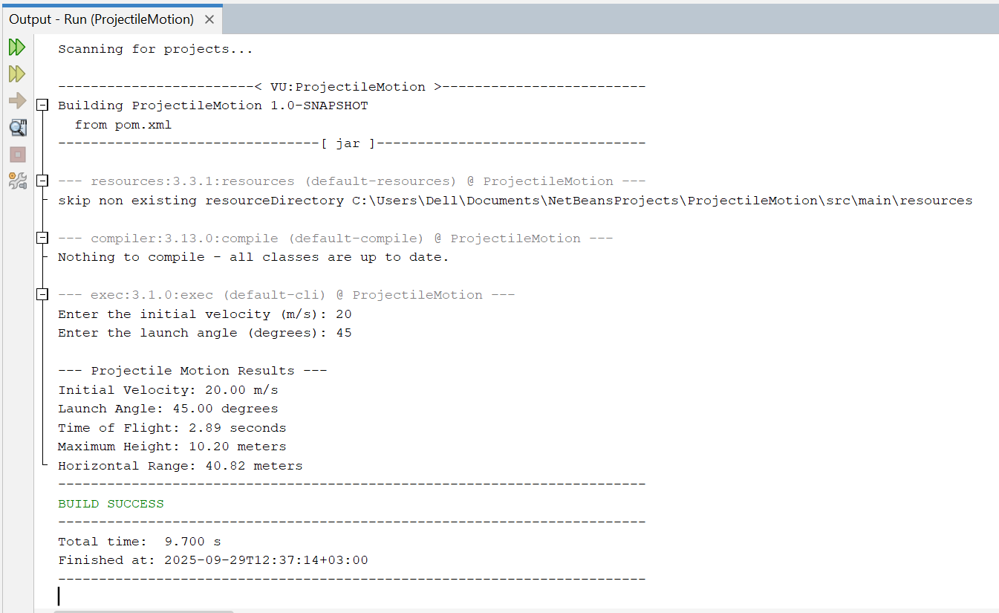 Output - Run (ProjectileMotion) ×
Scanning for projects...
------------------------< VU:ProjectileMotion >-------------------------
Building ProjectileMotion 1.0-SNAPSHOT
  from pom.xml
--------------------------------[ jar ]---------------------------------
--- resources:3.3.1:resources (default-resources) @ ProjectileMotion ---
skip non existing resourceDirectory C:\Users\Dell\Documents\NetBeansProjects\ProjectileMotion\src\main\resources
--- compiler:3.13.0:compile (default-compile) @ ProjectileMotion ---
Nothing to compile - all classes are up to date.
--- exec:3.1.0:exec (default-cli) @ ProjectileMotion ---
Enter the initial velocity (m/s): 20
Enter the launch angle (degrees): 45
--- Projectile Motion Results ---
Initial Velocity: 20.00 m/s
Launch Angle: 45.00 degrees
Time of Flight: 2.89 seconds
Maximum Height: 10.20 meters
Horizontal Range: 40.82 meters
------------------------------------------------------------------------
BUILD SUCCESS
------------------------------------------------------------------------
Total time:  9.700 s
Finished at: 2025-09-29T12:37:14+03:00
------------------------------------------------------------------------